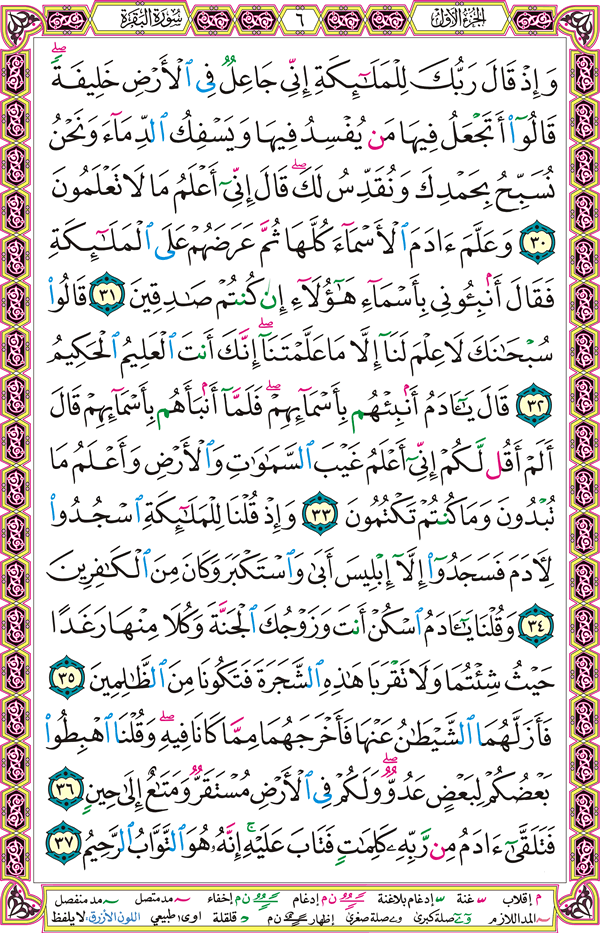 الجزء الأول
٦
سورة البقرة
وَإِذْ قَالَ رَبُّكَ لِلْمَلَـٰٓئِكَةِ إِنِّى جَاعِلٌ فِى ٱلْأَرْضِ خَلِيفَةً ۖ
قَالُوٓا۟ أَتَجْعَلُ فِيهَا مَن يُفْسِدُ فِيهَا وَيَسْفِكُ ٱلدِّمَآءَ وَنَحْنُ
نُسَبِّحُ بِحَمْدِكَ وَنُقَدِّسُ لَكَ ۖ قَالَ إِنِّىٓ أَعْلَمُ مَا لَا تَعْلَمُونَ
٣٠ وَعَلَّمَ ءَادَمَ ٱلْأَسْمَآءَ كُلَّهَا ثُمَّ عَرَضَهُمْ عَلَى ٱلْمَلَـٰٓئِكَةِ
فَقَالَ أَنۢبِـُٔونِى بِأَسْمَآءِ هَـٰٓؤُلَآءِ إِن كُنتُمْ صَـٰدِقِينَ ٣١ قَالُوا۟
سُبْحَـٰنَكَ لَا عِلْمَ لَنَآ إِلَّا مَا عَلَّمْتَنَآ ۖ إِنَّكَ أَنتَ ٱلْعَلِيمُ ٱلْحَكِيمُ
٣٢ قَالَ يَـٰٓـَٔادَمُ أَنۢبِئْهُم بِأَسْمَآئِهِمْ ۖ فَلَمَّآ أَنۢبَأَهُم بِأَسْمَآئِهِمْ قَالَ
أَلَمْ أَقُل لَّكُمْ إِنِّىٓ أَعْلَمُ غَيْبَ ٱلسَّمَـٰوَٰتِ وَٱلْأَرْضِ وَأَعْلَمُ مَا
تُبْدُونَ وَمَا كُنتُمْ تَكْتُمُونَ ٣٣ وَإِذْ قُلْنَا لِلْمَلَـٰٓئِكَةِ ٱسْجُدُوا۟
لِـَٔادَمَ فَسَجَدُوٓا۟ إِلَّآ إِبْلِيسَ أَبَىٰ وَٱسْتَكْبَرَ وَكَانَ مِنَ ٱلْكَـٰفِرِينَ
٣٤ وَقُلْنَا يَـٰٓـَٔادَمُ ٱسْكُنْ أَنتَ وَزَوْجُكَ ٱلْجَنَّةَ وَكُلَا مِنْهَا رَغَدًا
حَيْثُ شِئْتُمَا وَلَا تَقْرَبَا هَـٰذِهِ ٱلشَّجَرَةَ فَتَكُونَا مِنَ ٱلظَّـٰلِمِينَ ٣٥
فَأَزَلَّهُمَا ٱلشَّيْطَـٰنُ عَنْهَا فَأَخْرَجَهُمَا مِمَّا كَانَا فِيهِ ۖ وَقُلْنَا ٱهْبِطُوا۟
بَعْضُكُمْ لِبَعْضٍ عَدُوٌّ ۖ وَلَكُمْ فِى ٱلْأَرْضِ مُسْتَقَرٌّ وَمَتَـٰعٌ إِلَىٰ حِينٍ ٣٦
فَتَلَقَّىٰٓ ءَادَمُ مِن رَّبِّهِۦ كَلِمَـٰتٍ فَتَابَ عَلَيْهِ ۚ إِنَّهُۥ هُوَ ٱلتَّوَّابُ ٱلرَّحِيمُ ٣٧
م إقلاب غنة إدغام بلاغنة ن م إدغام ن م إخفاء مد متصل مد منفصل
المد اللازم صلة كبرى صلة صغرى إظهار ن م قلقلة اوى طبيعي اللون الأزرق: لا يلفظ